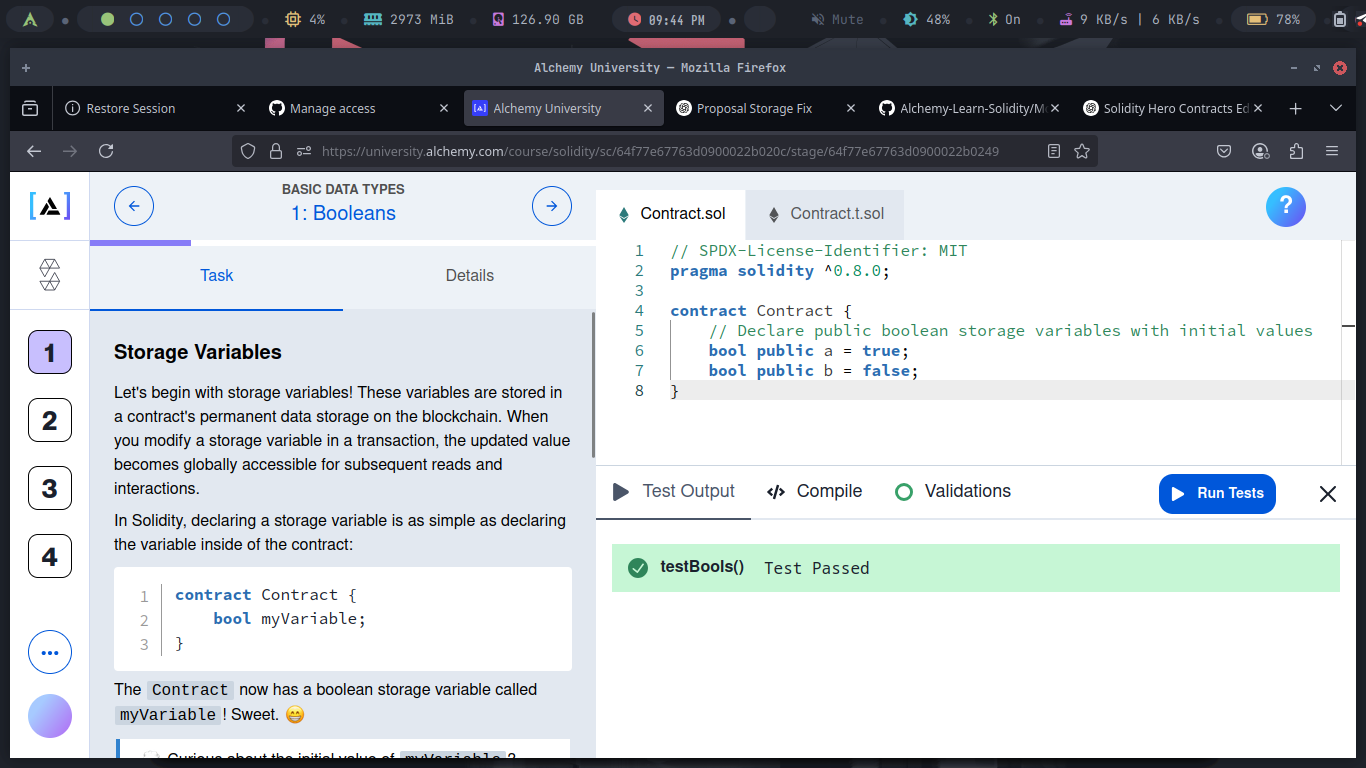 4%
2973 MiB
126.90 GB
09:44 PM
Mute
48%
On
9 KB/s | 6 KB/s
78%
Alchemy University — Mozilla Firefox
Restore Session
Manage access
Alchemy University
Proposal Storage Fix
Alchemy-Learn-Solidity/M
Solidity Hero Contracts Ed
https://university.alchemy.com/course/solidity/sc/64f77e67763d0900022b020c/stage/64f77e67763d0900022b0249
BASIC DATA TYPES
1: Booleans
Task
Details
1
2
3
4
Storage Variables
Let's begin with storage variables! These variables are stored in
a contract's permanent data storage on the blockchain. When
you modify a storage variable in a transaction, the updated value
becomes globally accessible for subsequent reads and
interactions.
In Solidity, declaring a storage variable is as simple as declaring
the variable inside of the contract:
1 contract Contract {
2 bool myVariable;
3 }
The Contract now has a boolean storage variable called
myVariable! Sweet. 😁
Curious about the initial value of myVariable?
Contract.sol
Contract.t.sol
?
1 // SPDX-License-Identifier: MIT
2 pragma solidity ^0.8.0;
3
4 contract Contract {
5 // Declare public boolean storage variables with initial values
6 bool public a = true;
7 bool public b = false;
8 }
Test Output
Compile
Validations
Run Tests
testBools() Test Passed